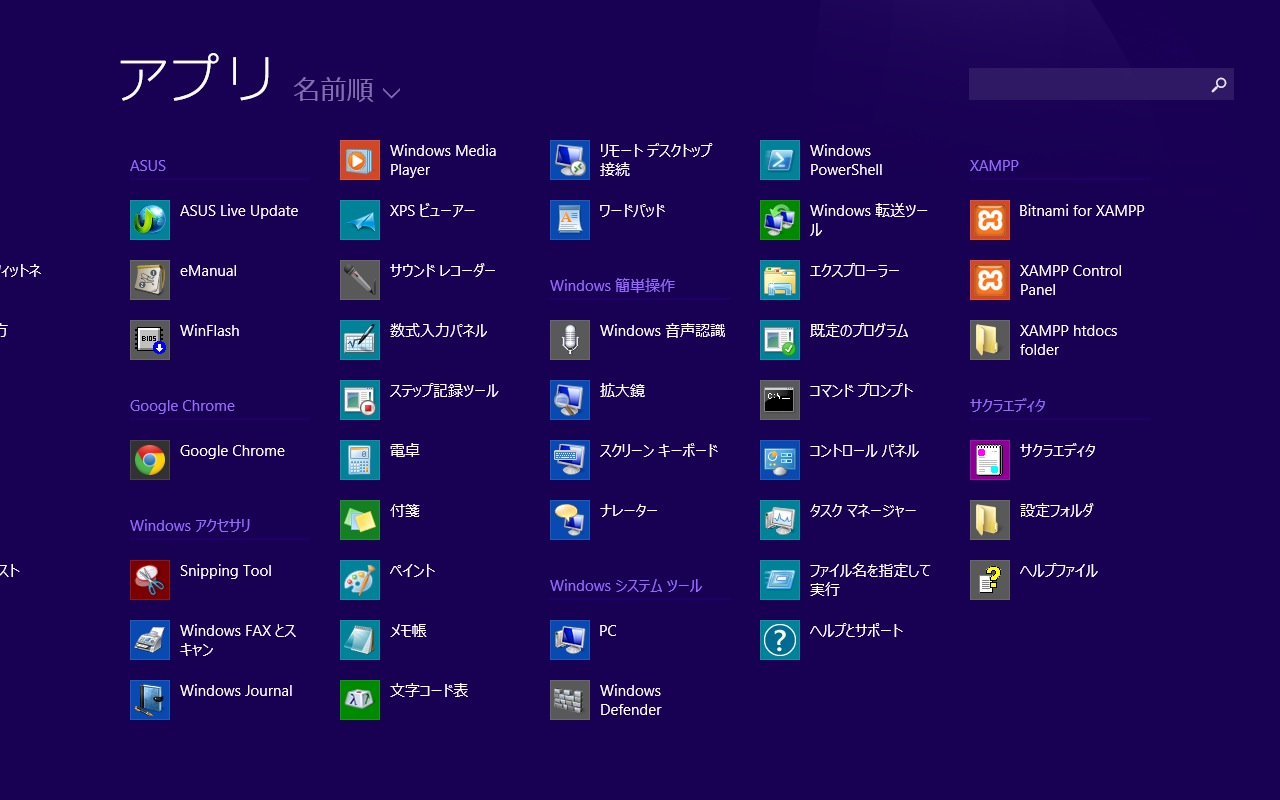 アプリ 名前順
ィットネ
方
スト
ASUS
ASUS Live Update
eManual
WinFlash
Google Chrome
Google Chrome
Windows アクセサリ
Snipping Tool
Windows FAX とス
キャン
Windows Journal
Windows Media
Player
XPS ビューアー
サウンド レコーダー
数式入力パネル
ステップ記録ツール
電卓
付箋
ペイント
メモ帳
文字コード表
リモート デスクトップ
接続
ワードパッド
Windows 簡単操作
Windows 音声認識
拡大鏡
スクリーン キーボード
ナレーター
Windows システム ツール
PC
Windows
Defender
Windows
PowerShell
Windows 転送ツー
ル
エクスプローラー
既定のプログラム
コマンド プロンプト
コントロール パネル
タスク マネージャー
ファイル名を指定して
実行
ヘルプとサポート
XAMPP
Bitnami for XAMPP
XAMPP Control
Panel
XAMPP htdocs
folder
サクラエディタ
サクラエディタ
設定フォルダ
ヘルプファイル